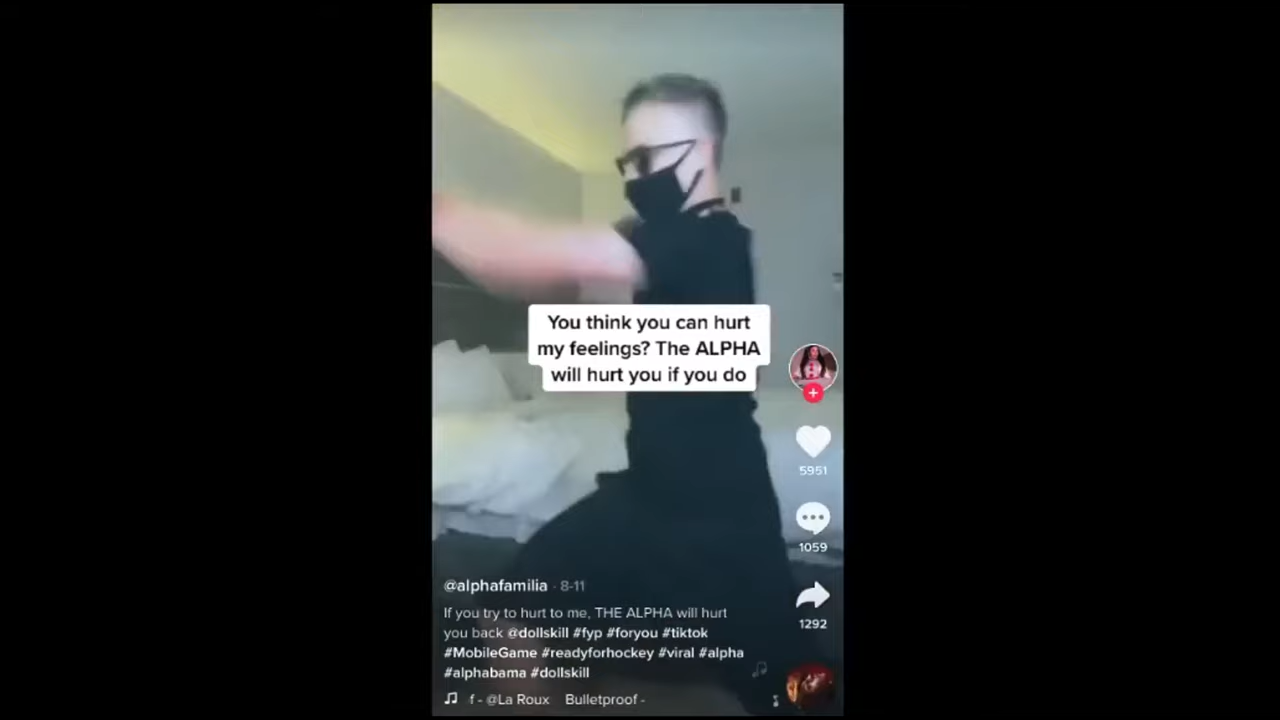 You think you can hurt
my feelings? The ALPHA
will hurt you if you do
5951
1059
@alphafamilia · 8-11
If you try to hurt to me, THE ALPHA will hurt
you back @dollskill #fyp #foryou #tiktok
#MobileGame #readyforhockey #viral #alpha
#alphabama #dollskill
1292
f - @La Roux Bulletproof -